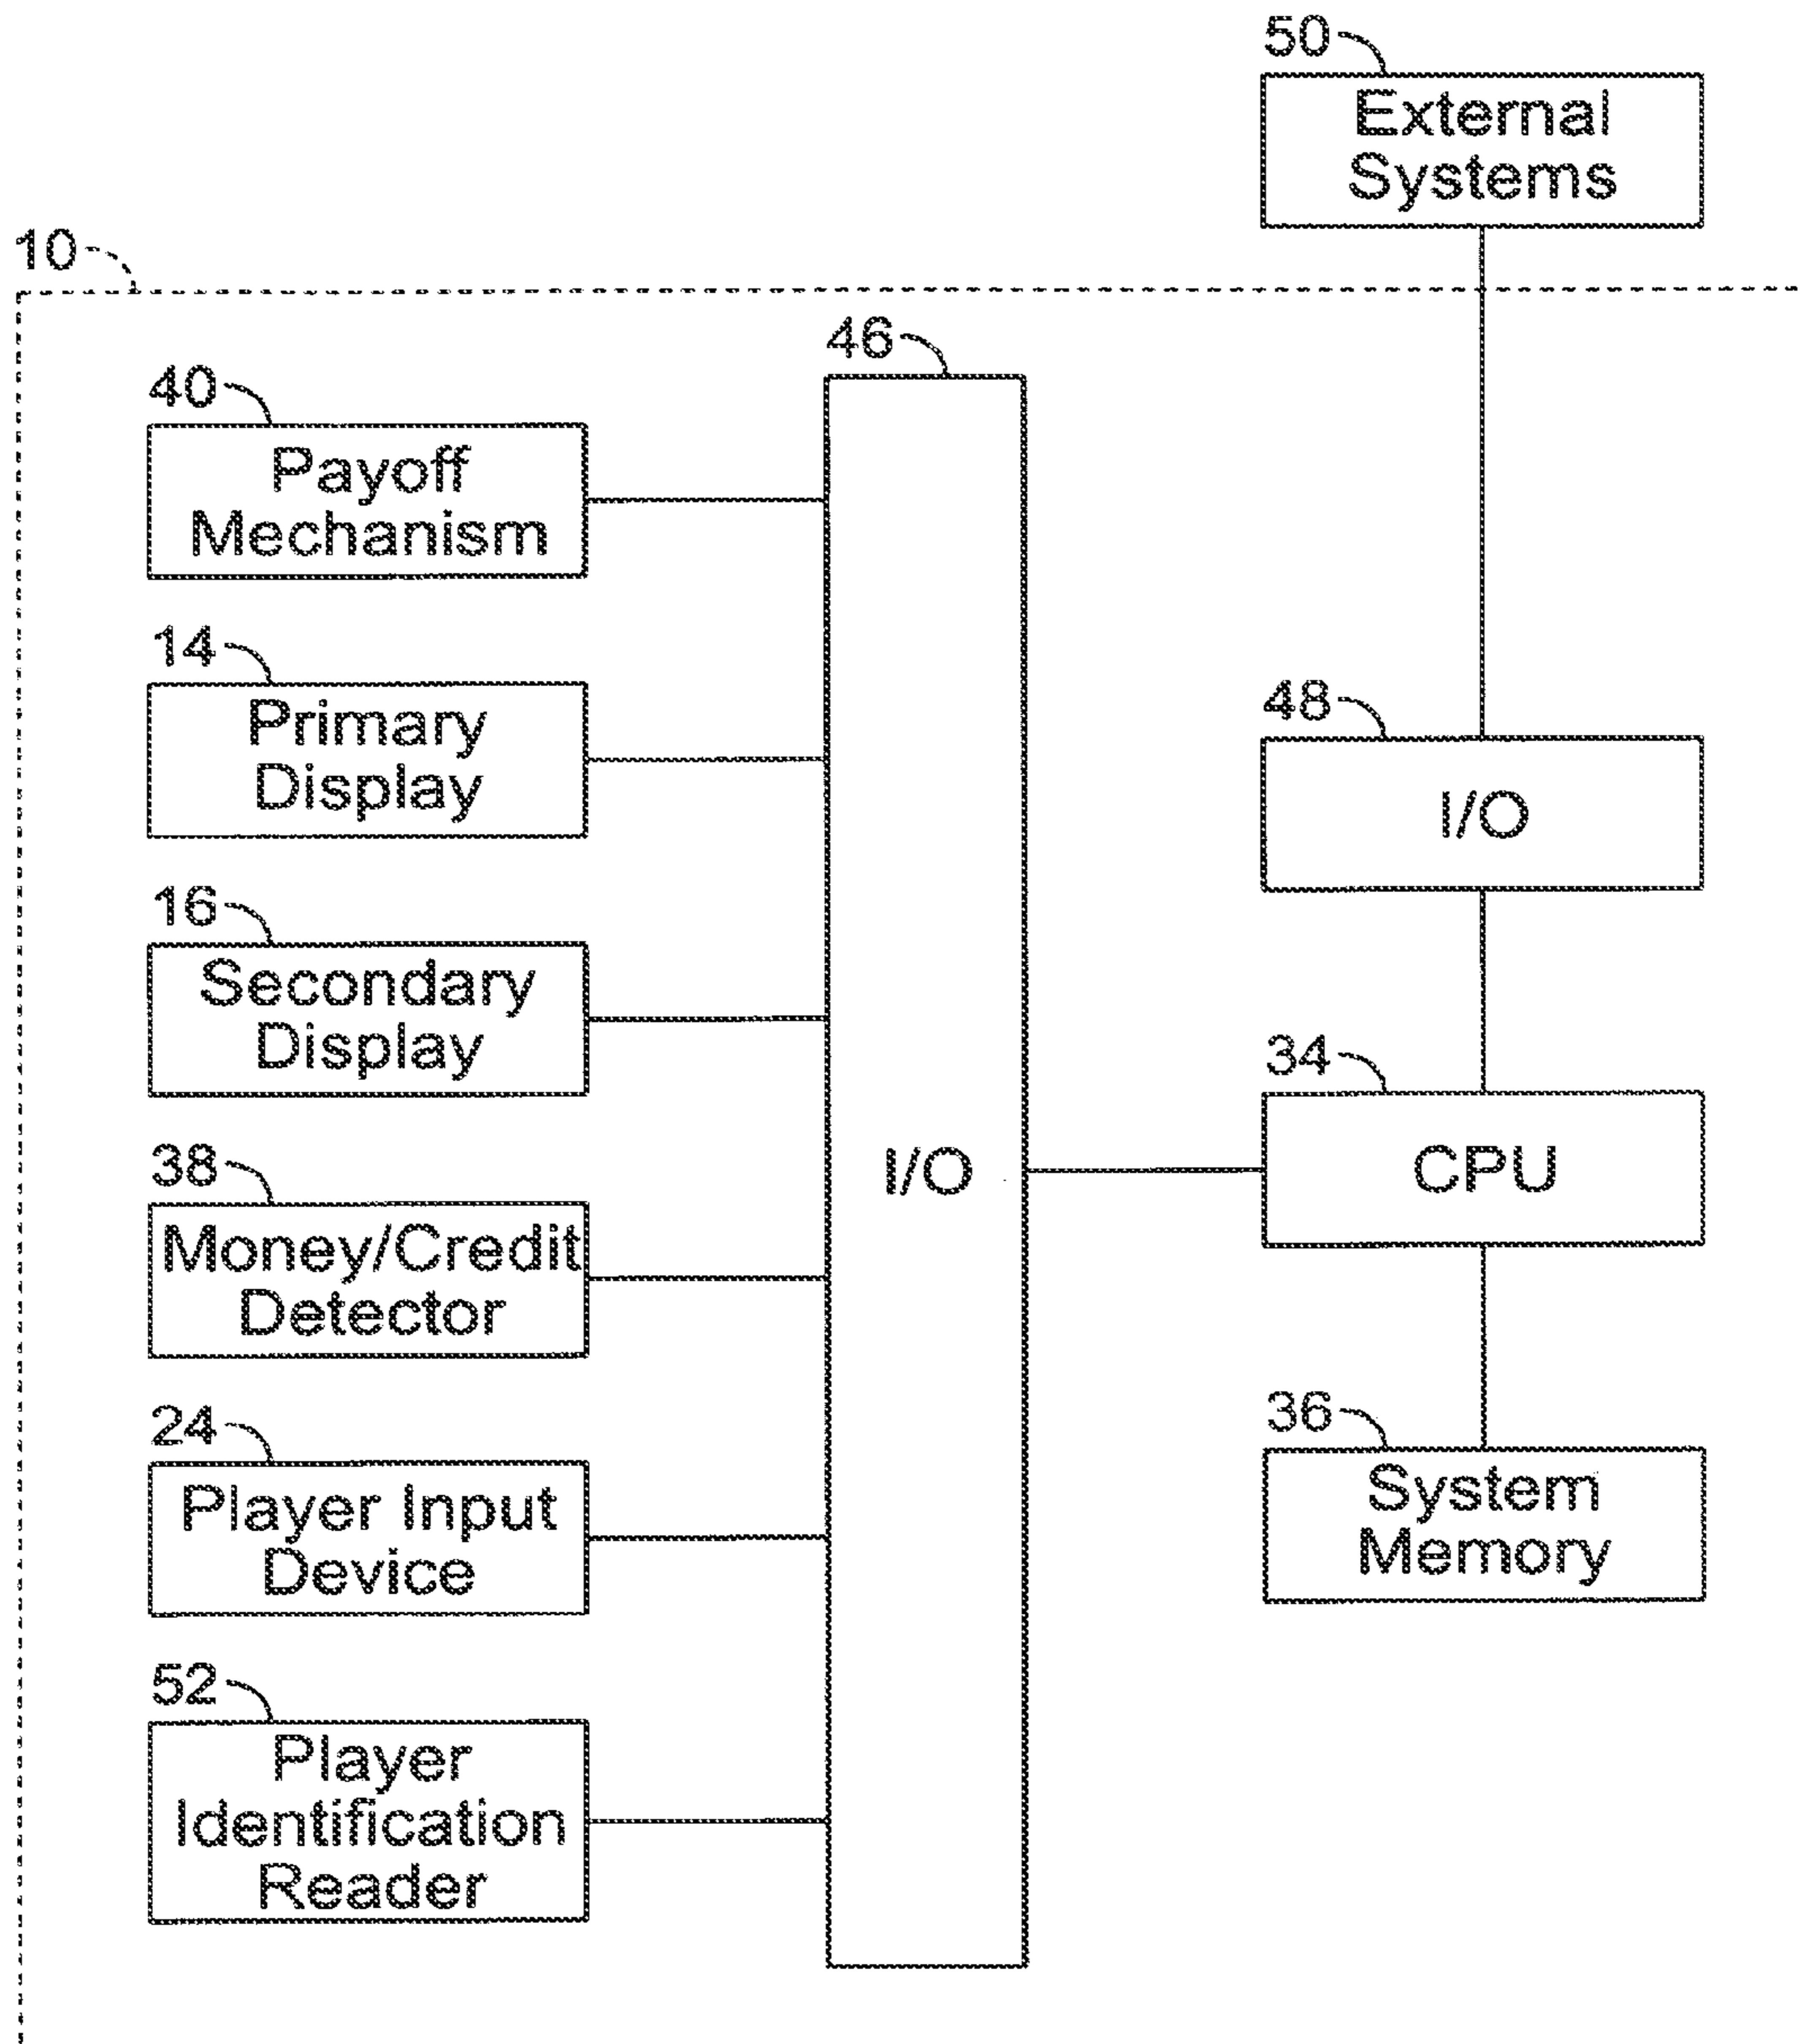 50
External
Systems
10
46
40
Payoff
Mechanism
14
Primary
Display
48
I/O
16
Secondary
Display
34
CPU
38
Money/Credit
Detector
I/O
36
System
Memory
24
Player Input
Device
52
Player
Identification
Reader